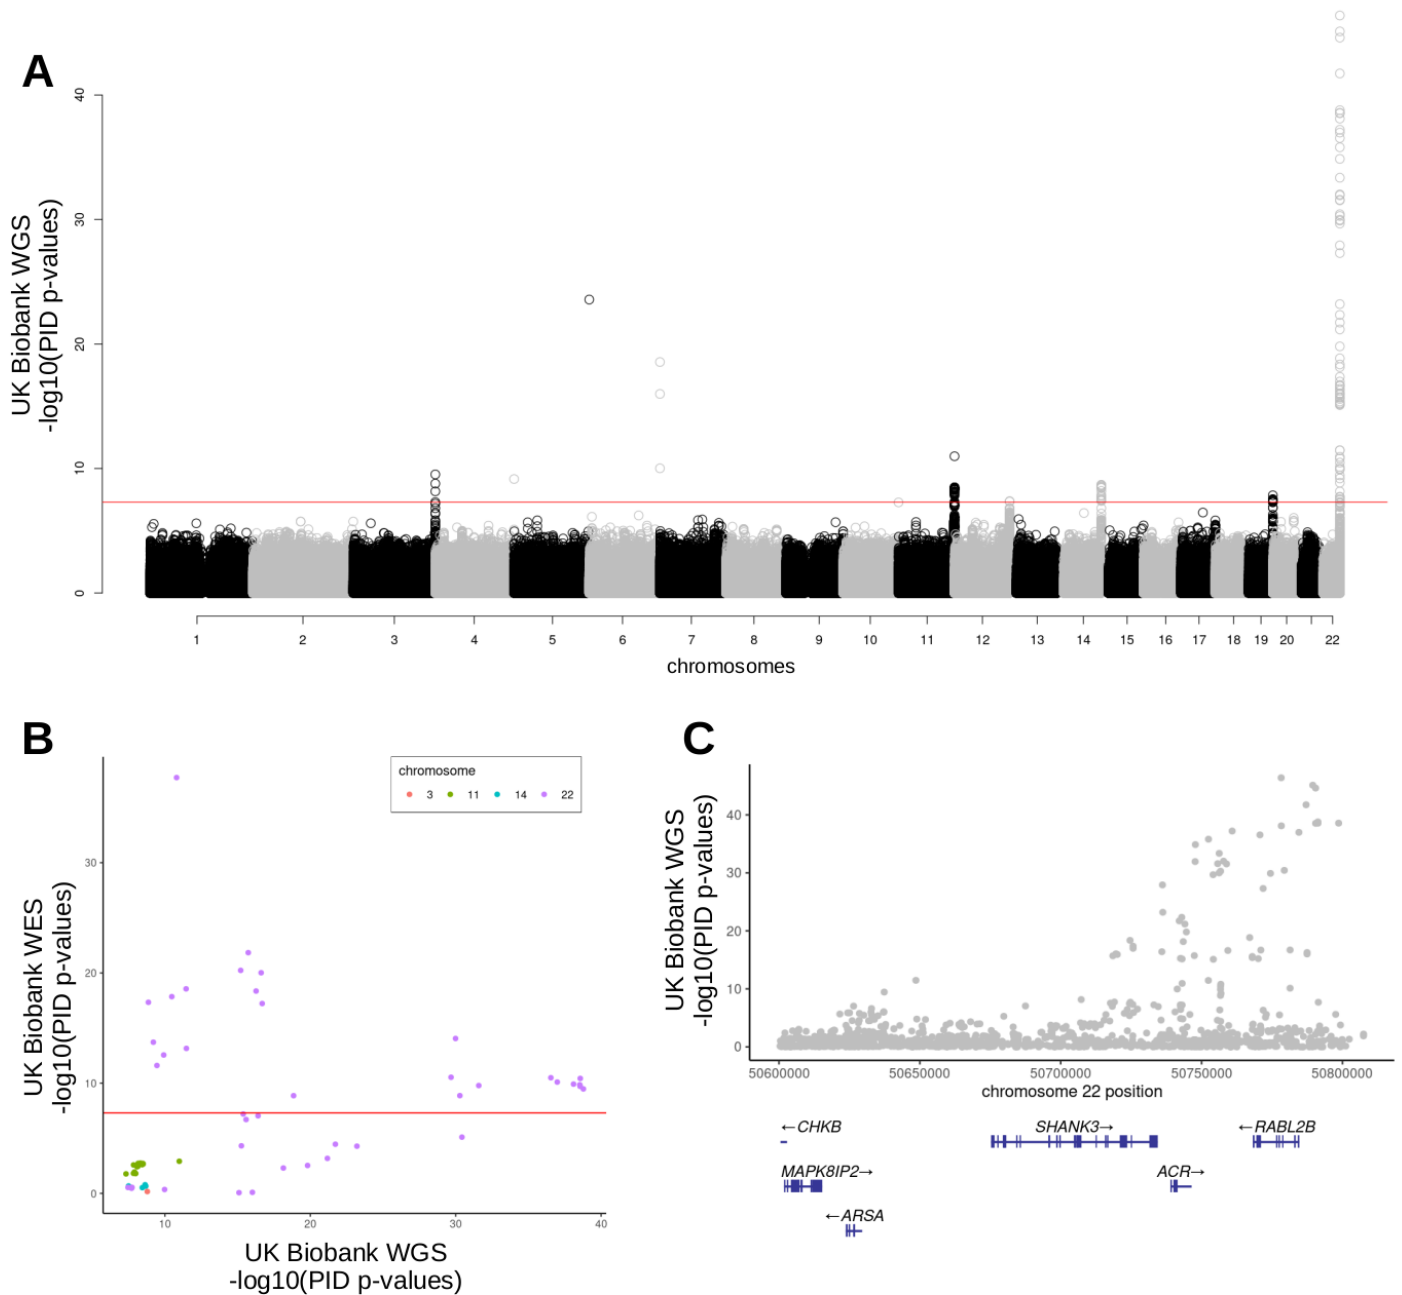 A
UK Biobank WGS
-log10(PID p-values)
40
30
20
10
0
1 2 3 4 5 6 7 8 9 10 11 12 13 14 15 16 17 18 19 20 22
chromosomes
B
UK Biobank WES
-log10(PID p-values)
30
20
10
0
chromosome
3 11 14 22
10 20 30 40
UK Biobank WGS
-log10(PID p-values)
C
UK Biobank WGS
-log10(PID p-values)
40
30
20
10
0
50600000 50650000 50700000 50750000 50800000
chromosome 22 position
←CHKB SHANK3→ ←RABL2B
MAPK8IP2→ ACR→
←ARSA